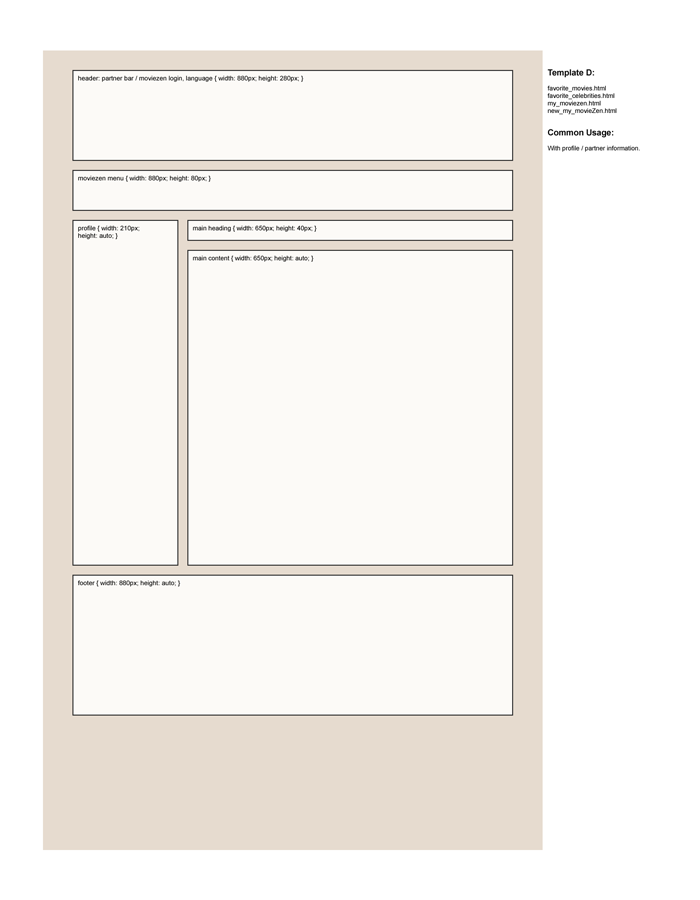 header: partner bar / moviezen login, language { width: 880px; height: 280px; }
moviezen menu { width: 880px; height: 80px; }
profile { width: 210px;
height: auto; }
main heading { width: 650px; height: 40px; }
main content { width: 650px; height: auto; }
footer { width: 880px; height: auto; }
Template D:
favorite_movies.html
favorite_celebrities.html
my_moviezen.html
new_my_movieZen.html
Common Usage:
With profile / partner information.